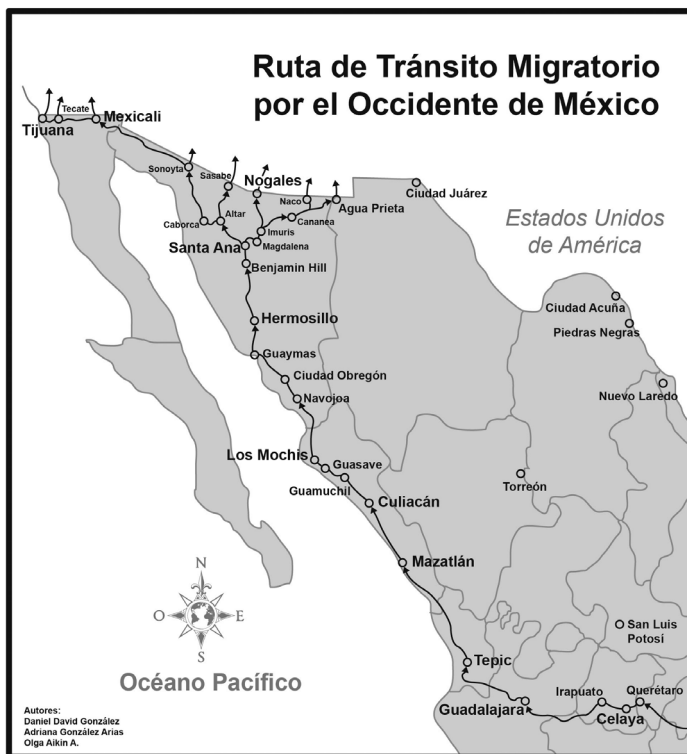 Ruta de Tránsito Migratorio
por el Occidente de México
Tecate
Mexicali
Tijuana
Sonoyta
Sasabe
Nogales
Naco
Ciudad Juárez
Agua Prieta
Caborca
Altar
Cananea
Imuris
Santa Ana
Magdalena
Estados Unidos
de América
Benjamin Hill
Ciudad Acuña
Hermosillo
Piedras Negras
Guaymas
Ciudad Obregón
Nuevo Laredo
Navojoa
Los Mochis
Guasave
Guamuchil
Torreón
Culiacán
Mazatlán
N
O
E
S
San Luis
Potosí
Tepic
Océano Pacífico
Irapuato
Querétaro
Guadalajara
Celaya
Autores:
Daniel David González
Adriana González Arias
Olga Aikin A.